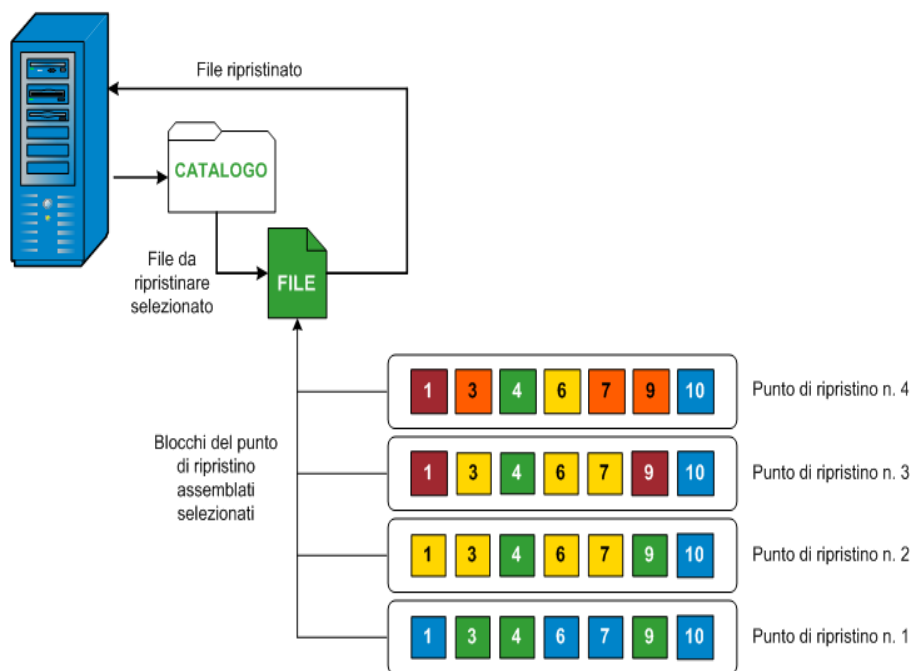 File ripristinato
CATALOGO
File da
ripristinare
selezionato
FILE
1 3 4 6 7 9 10
Punto di ripristino n. 4
Blocchi del punto
di ripristino
assemblati
selezionati
1 3 4 6 7 9 10
Punto di ripristino n. 3
1 3 4 6 7 9 10
Punto di ripristino n. 2
1 3 4 6 7 9 10
Punto di ripristino n. 1